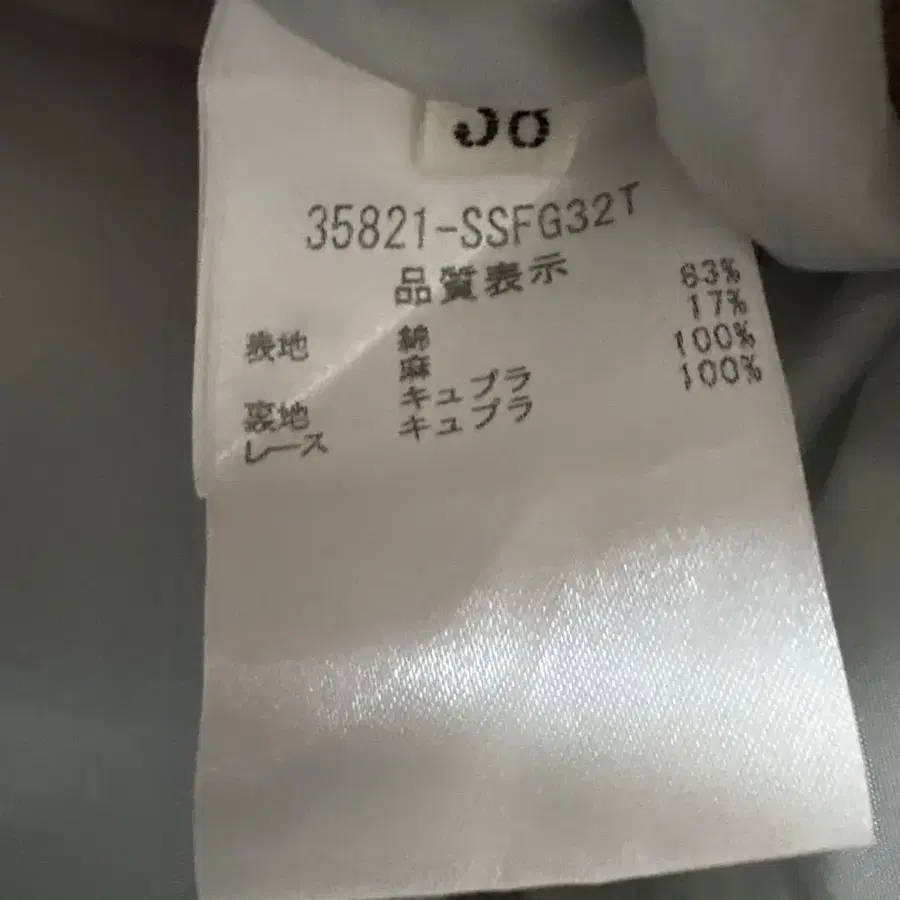 35821-SSFG32T
品質表示
表地 綿 83%
麻 17%
裏地 キュプラ 100%
レース キュプラ 100%